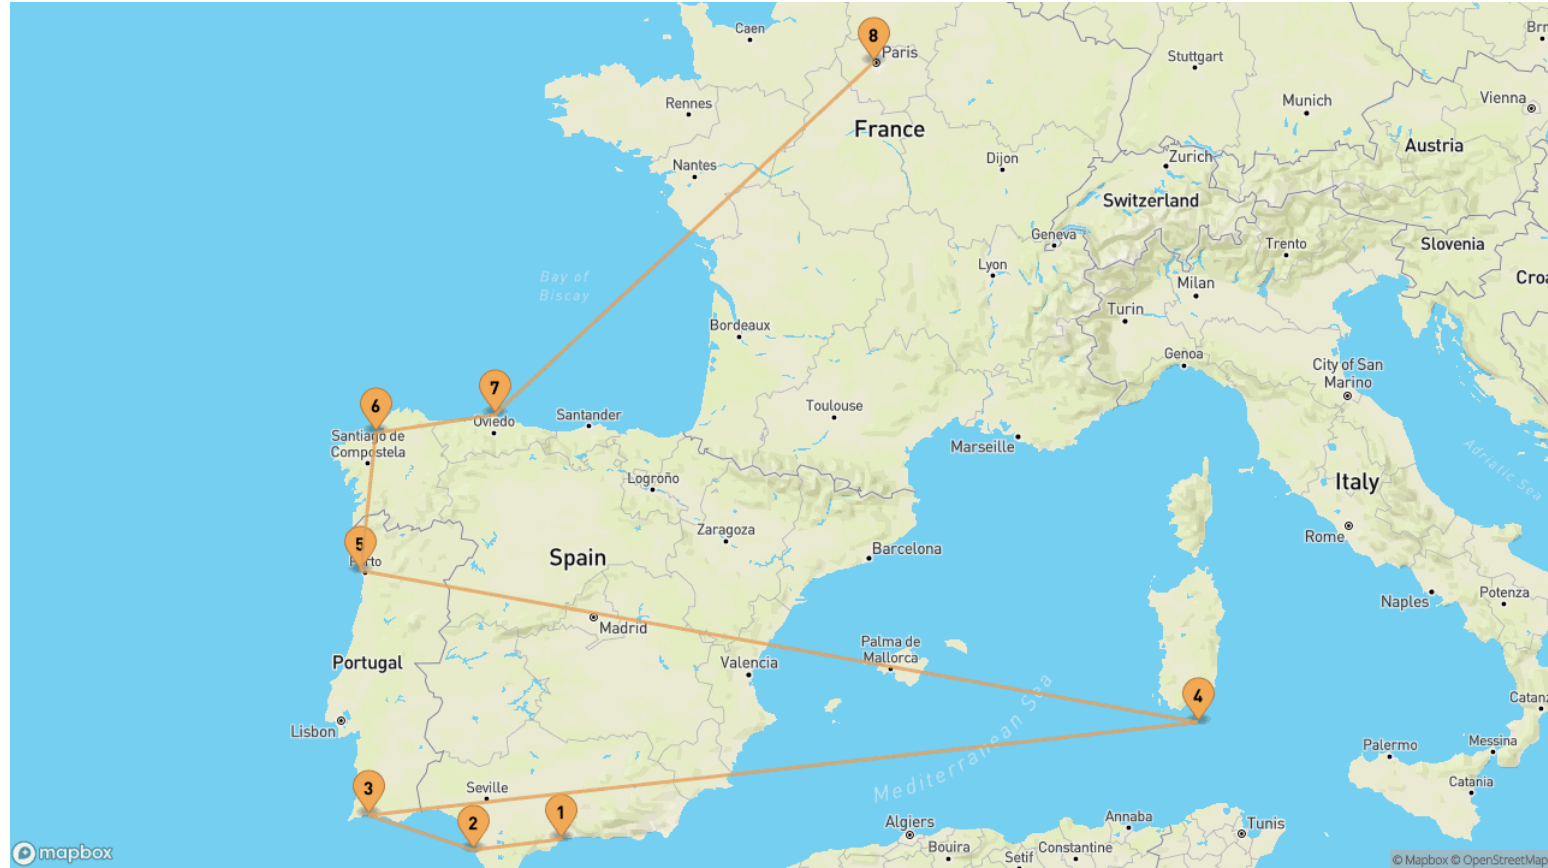 Caen
8
Paris
Stuttgart
Brn
Vienna
Munich
Rennes
France
Austria
Dijon
Zurich
Nantes
Switzerland
Geneva
Slovenia
Trento
Lyon
Bay of
Biscay
Milan
Croa
Turin
Bordeaux
Genoa
City of San
Marino
7
6
Toulouse
Santander
Oviedo
Santiago de
Compostela
Marseille
Adriatic Sea
Logroño
Italy
Zaragoza
Rome
5
Porto
Spain
Barcelona
Potenza
Naples
Madrid
Palma de
Mallorca
Portugal
Valencia
4
Catanz
Mediterranean Sea
Lisbon
Palermo
Messina
3
Seville
Catania
1
2
Algiers
Annaba
Tunis
Bouira
Constantine
Setif
mapbox
© Mapbox © OpenStreetMap